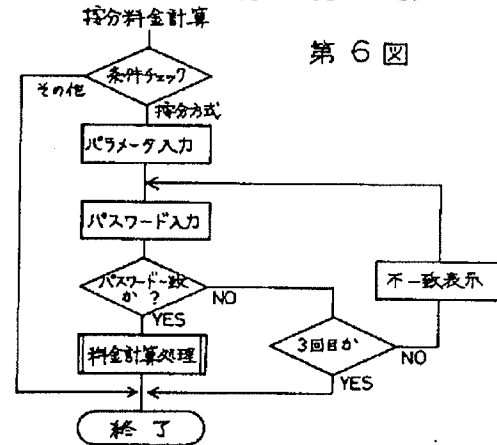 按分料金計算
第6図
条件チェック
その他
按分方式
パラメータ入力
パスワード入力
パスワード一致
か?
NO
不一致表示
YES
料金計算処理
3回目か
NO
YES
終了